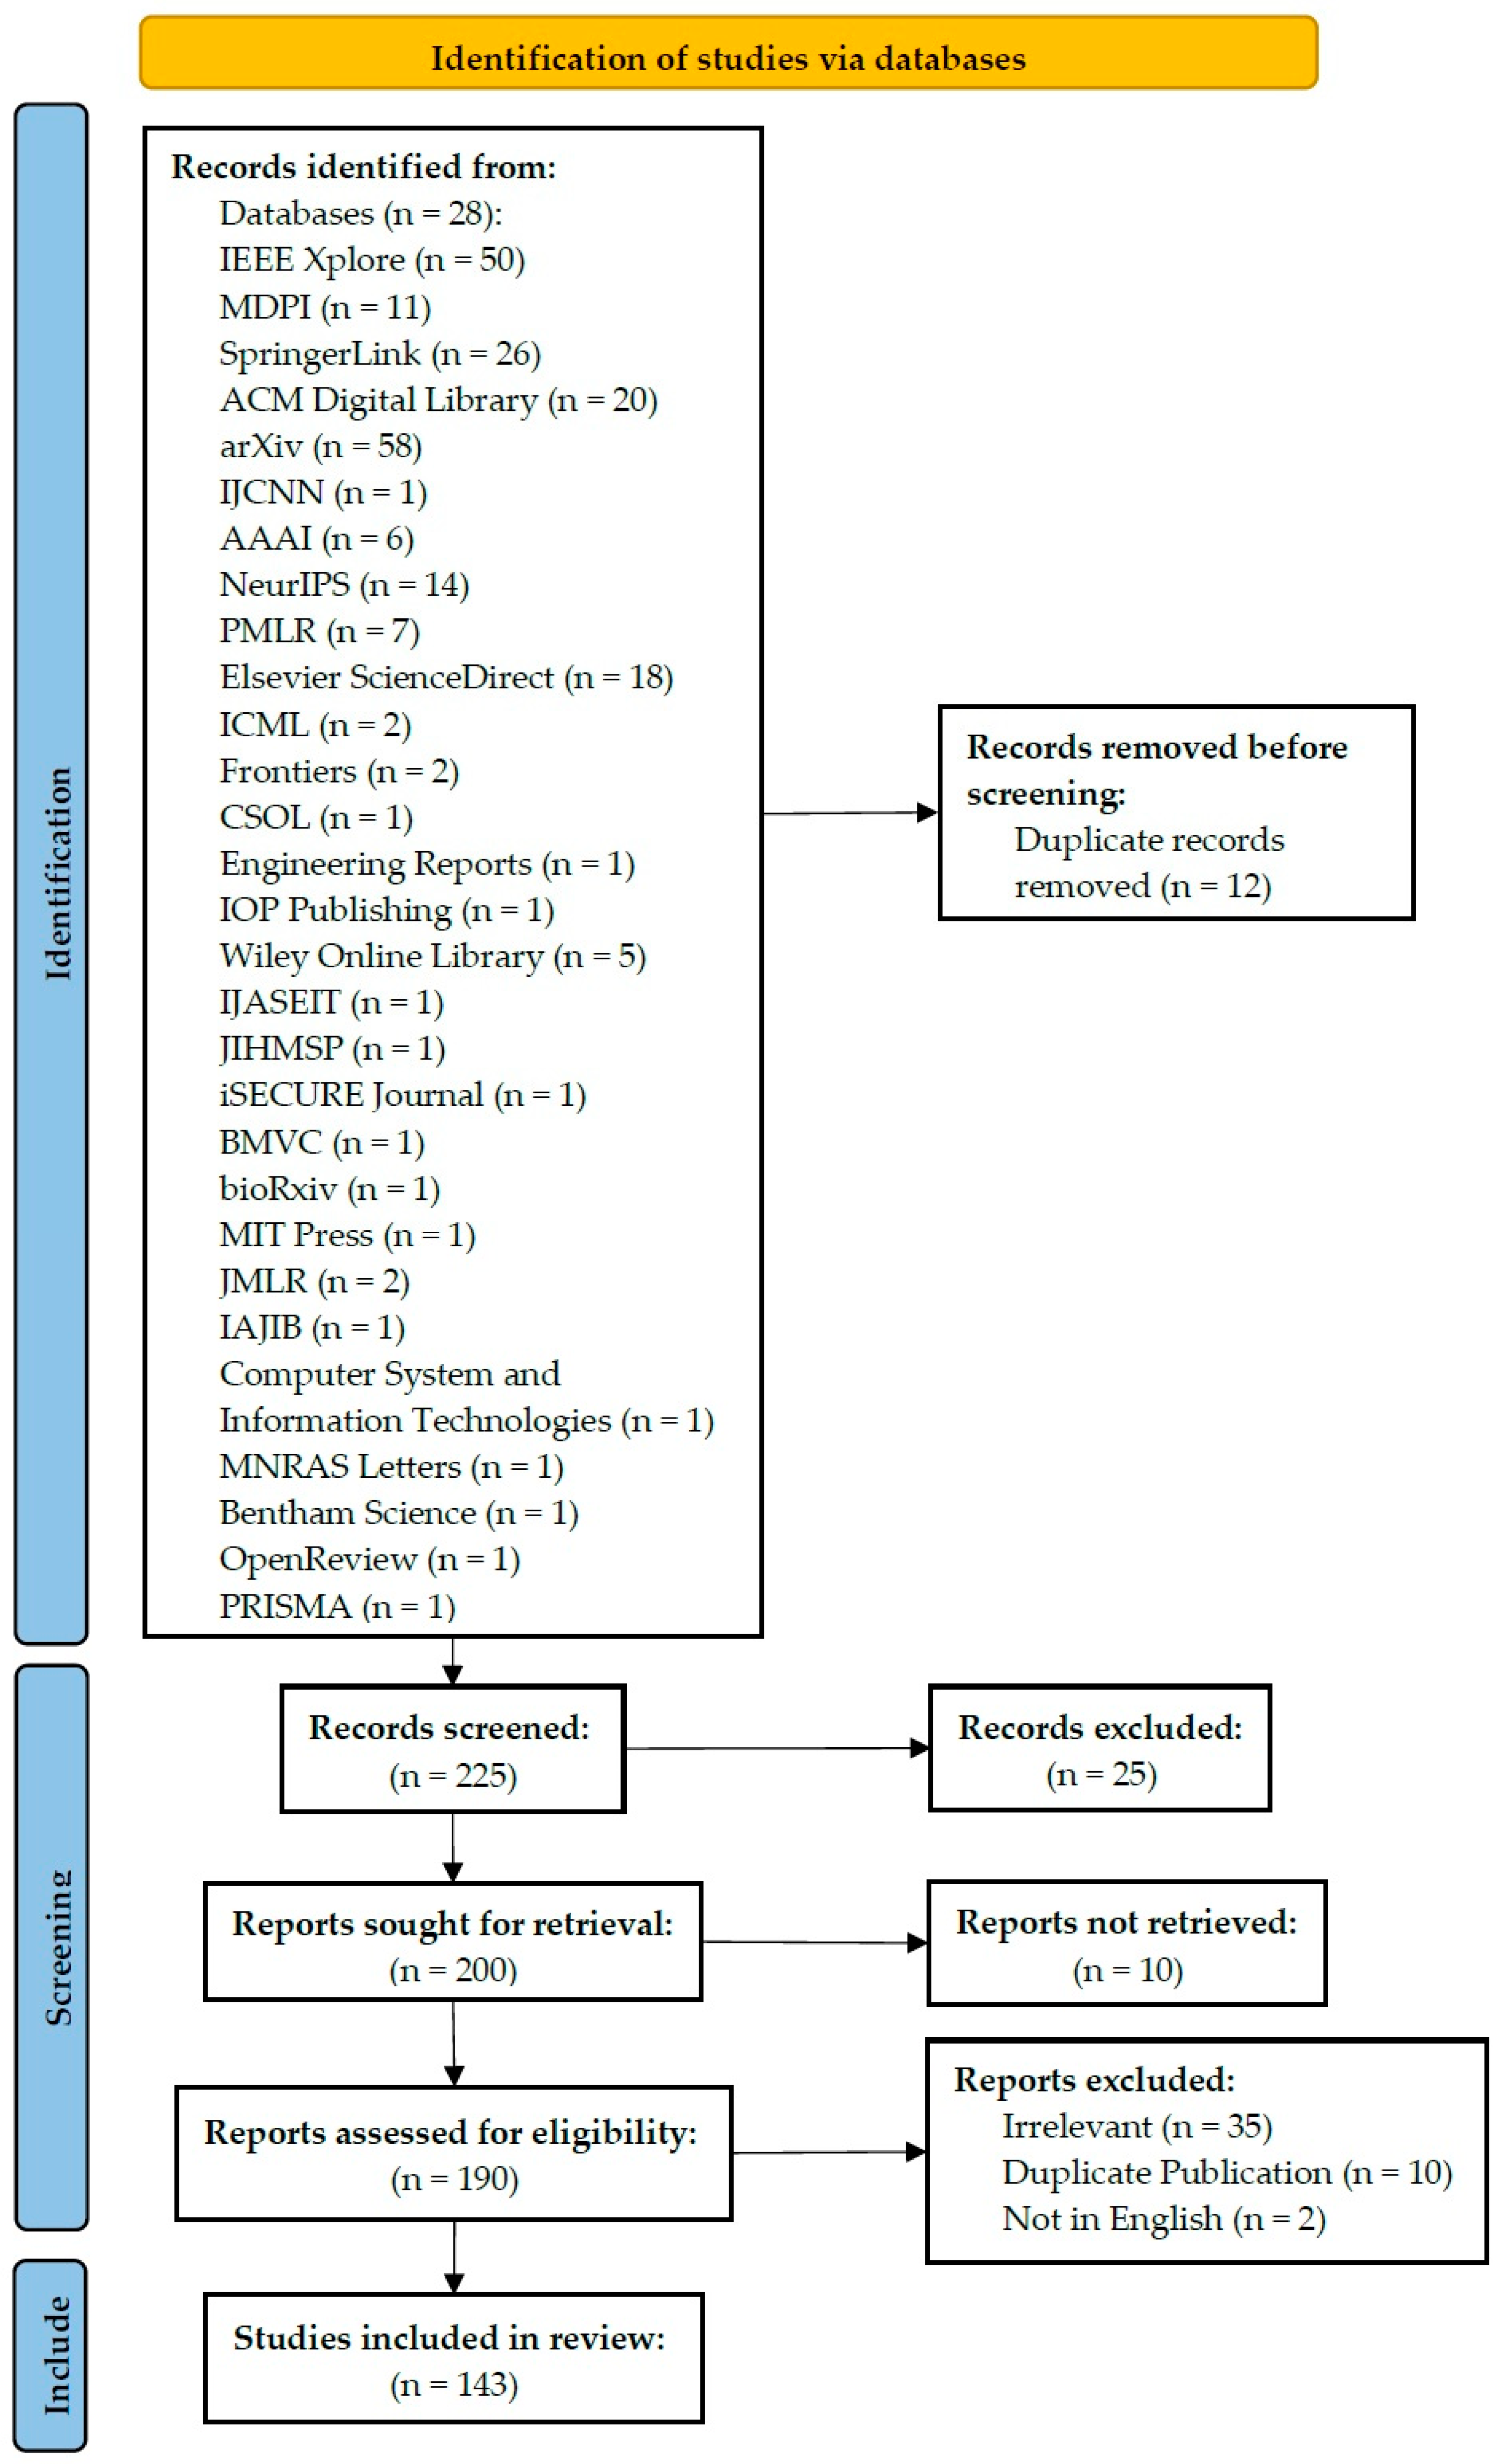 Identification of studies via databases
Identification
Records identified from:
Databases (n = 28):
IEEE Xplore (n = 50)
MDPI (n = 11)
SpringerLink (n = 26)
ACM Digital Library (n = 20)
arXiv (n = 58)
IJCNN (n = 1)
AAAI (n = 6)
NeurIPS (n = 14)
PMLR (n = 7)
Elsevier ScienceDirect (n = 18)
ICML (n = 2)
Frontiers (n = 2)
CSOL (n = 1)
Engineering Reports (n = 1)
IOP Publishing (n = 1)
Wiley Online Library (n = 5)
IJASEIT (n = 1)
JIHMSP (n = 1)
iSECURE Journal (n = 1)
BMVC (n = 1)
bioRxiv (n = 1)
MIT Press (n = 1)
JMLR (n = 2)
IAJIB (n = 1)
Computer System and
Information Technologies (n = 1)
MNRAS Letters (n = 1)
Bentham Science (n = 1)
OpenReview (n = 1)
PRISMA (n = 1)
Records removed before
screening:
Duplicate records
removed (n = 12)
Screening
Records screened:
(n = 225)
Records excluded:
(n = 25)
Reports sought for retrieval:
(n = 200)
Reports not retrieved:
(n = 10)
Reports assessed for eligibility:
(n = 190)
Reports excluded:
Irrelevant (n = 35)
Duplicate Publication (n = 10)
Not in English (n = 2)
Include
Studies included in review:
(n = 143)